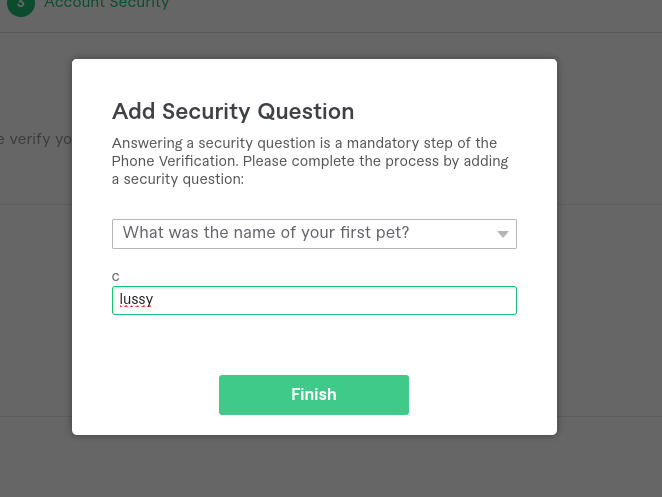 3 Account Security
e verify yo
Add Security Question
Answering a security question is a mandatory step of the
Phone Verification. Please complete the process by adding
a security question:
What was the name of your first pet?
C
lussy
Finish